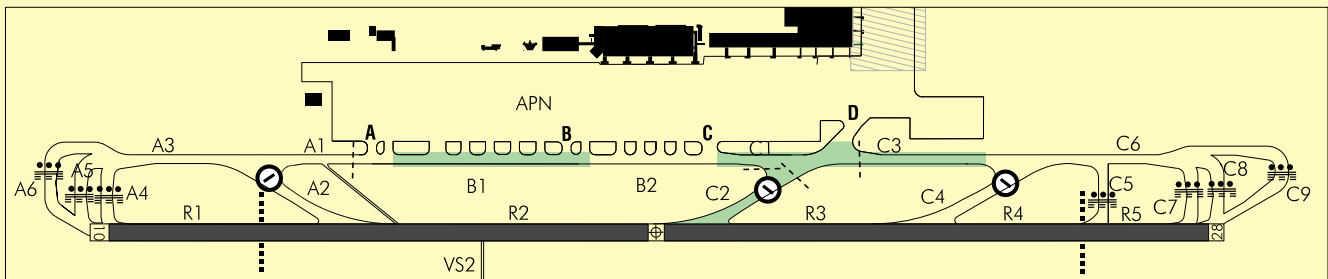 APN
A B C D
A3 A1 C1 C3 C6
A6 A5 A4 A2 B1 B2 C2 C4 C5 C7 C8 C9
R1 R2 R3 R4 R5
10 28
VS2